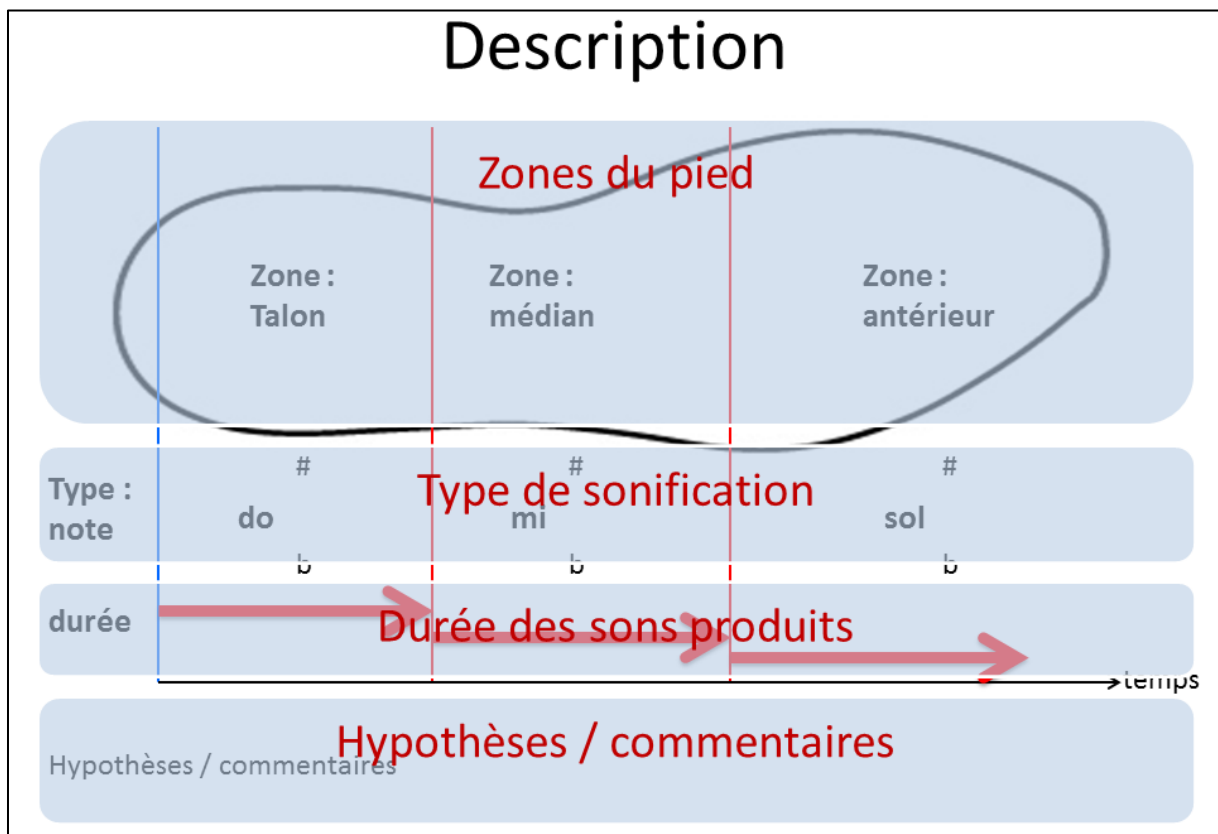 Description
Zones du pied
Zone :
Talon
Zone :
médian
Zone :
antérieur
Type :
note
# # #
Type de sonification
do mi sol
b b b
durée
Durée des sons produits
temps
Hypothèses / commentaires
Hypothèses / commentaires